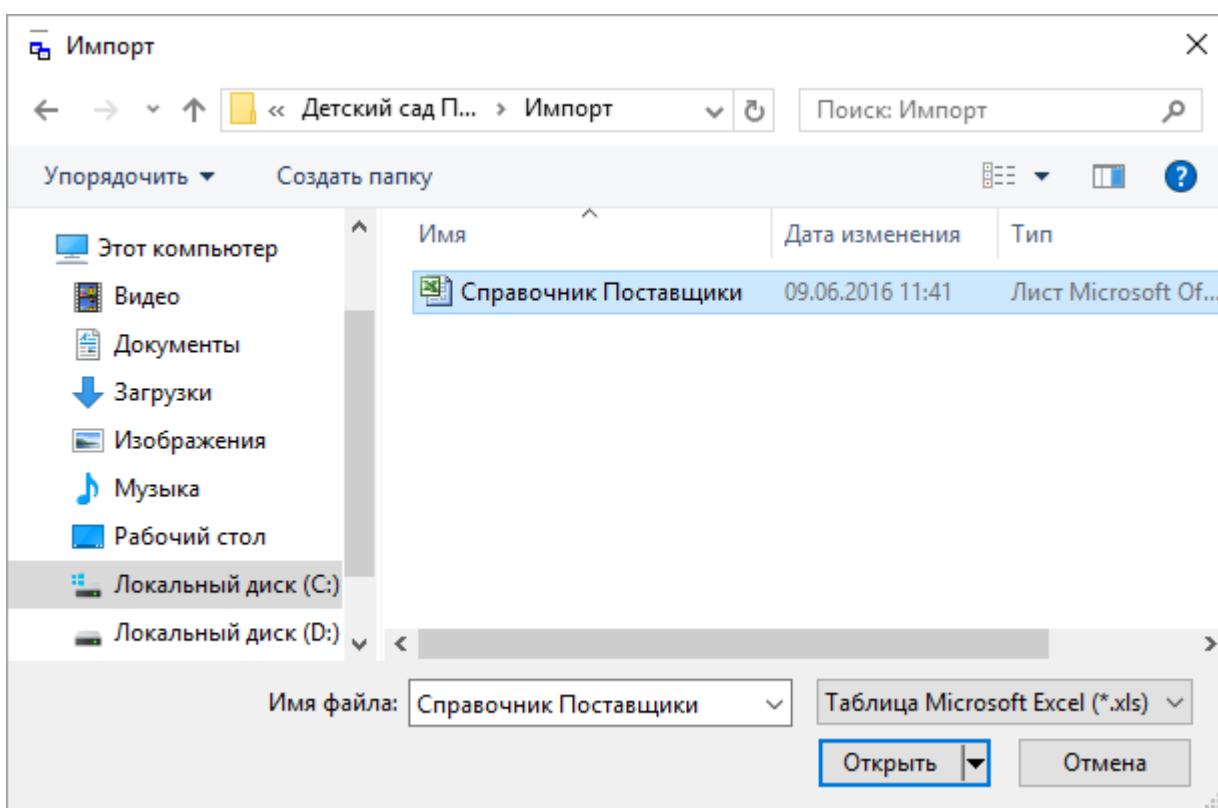 Импорт
« Детский сад П... › Импорт
Поиск: Импорт
Упорядочить
Создать папку
?
Имя
Дата изменения
Тип
Этот компьютер
Видео
Документы
Загрузки
Изображения
Музыка
Рабочий стол
Локальный диск (C:)
Локальный диск (D:)
Справочник Поставщики
09.06.2016 11:41
Лист Microsoft Of...
Имя файла:
Справочник Поставщики
Таблица Microsoft Excel (*.xls)
Открыть
Отмена